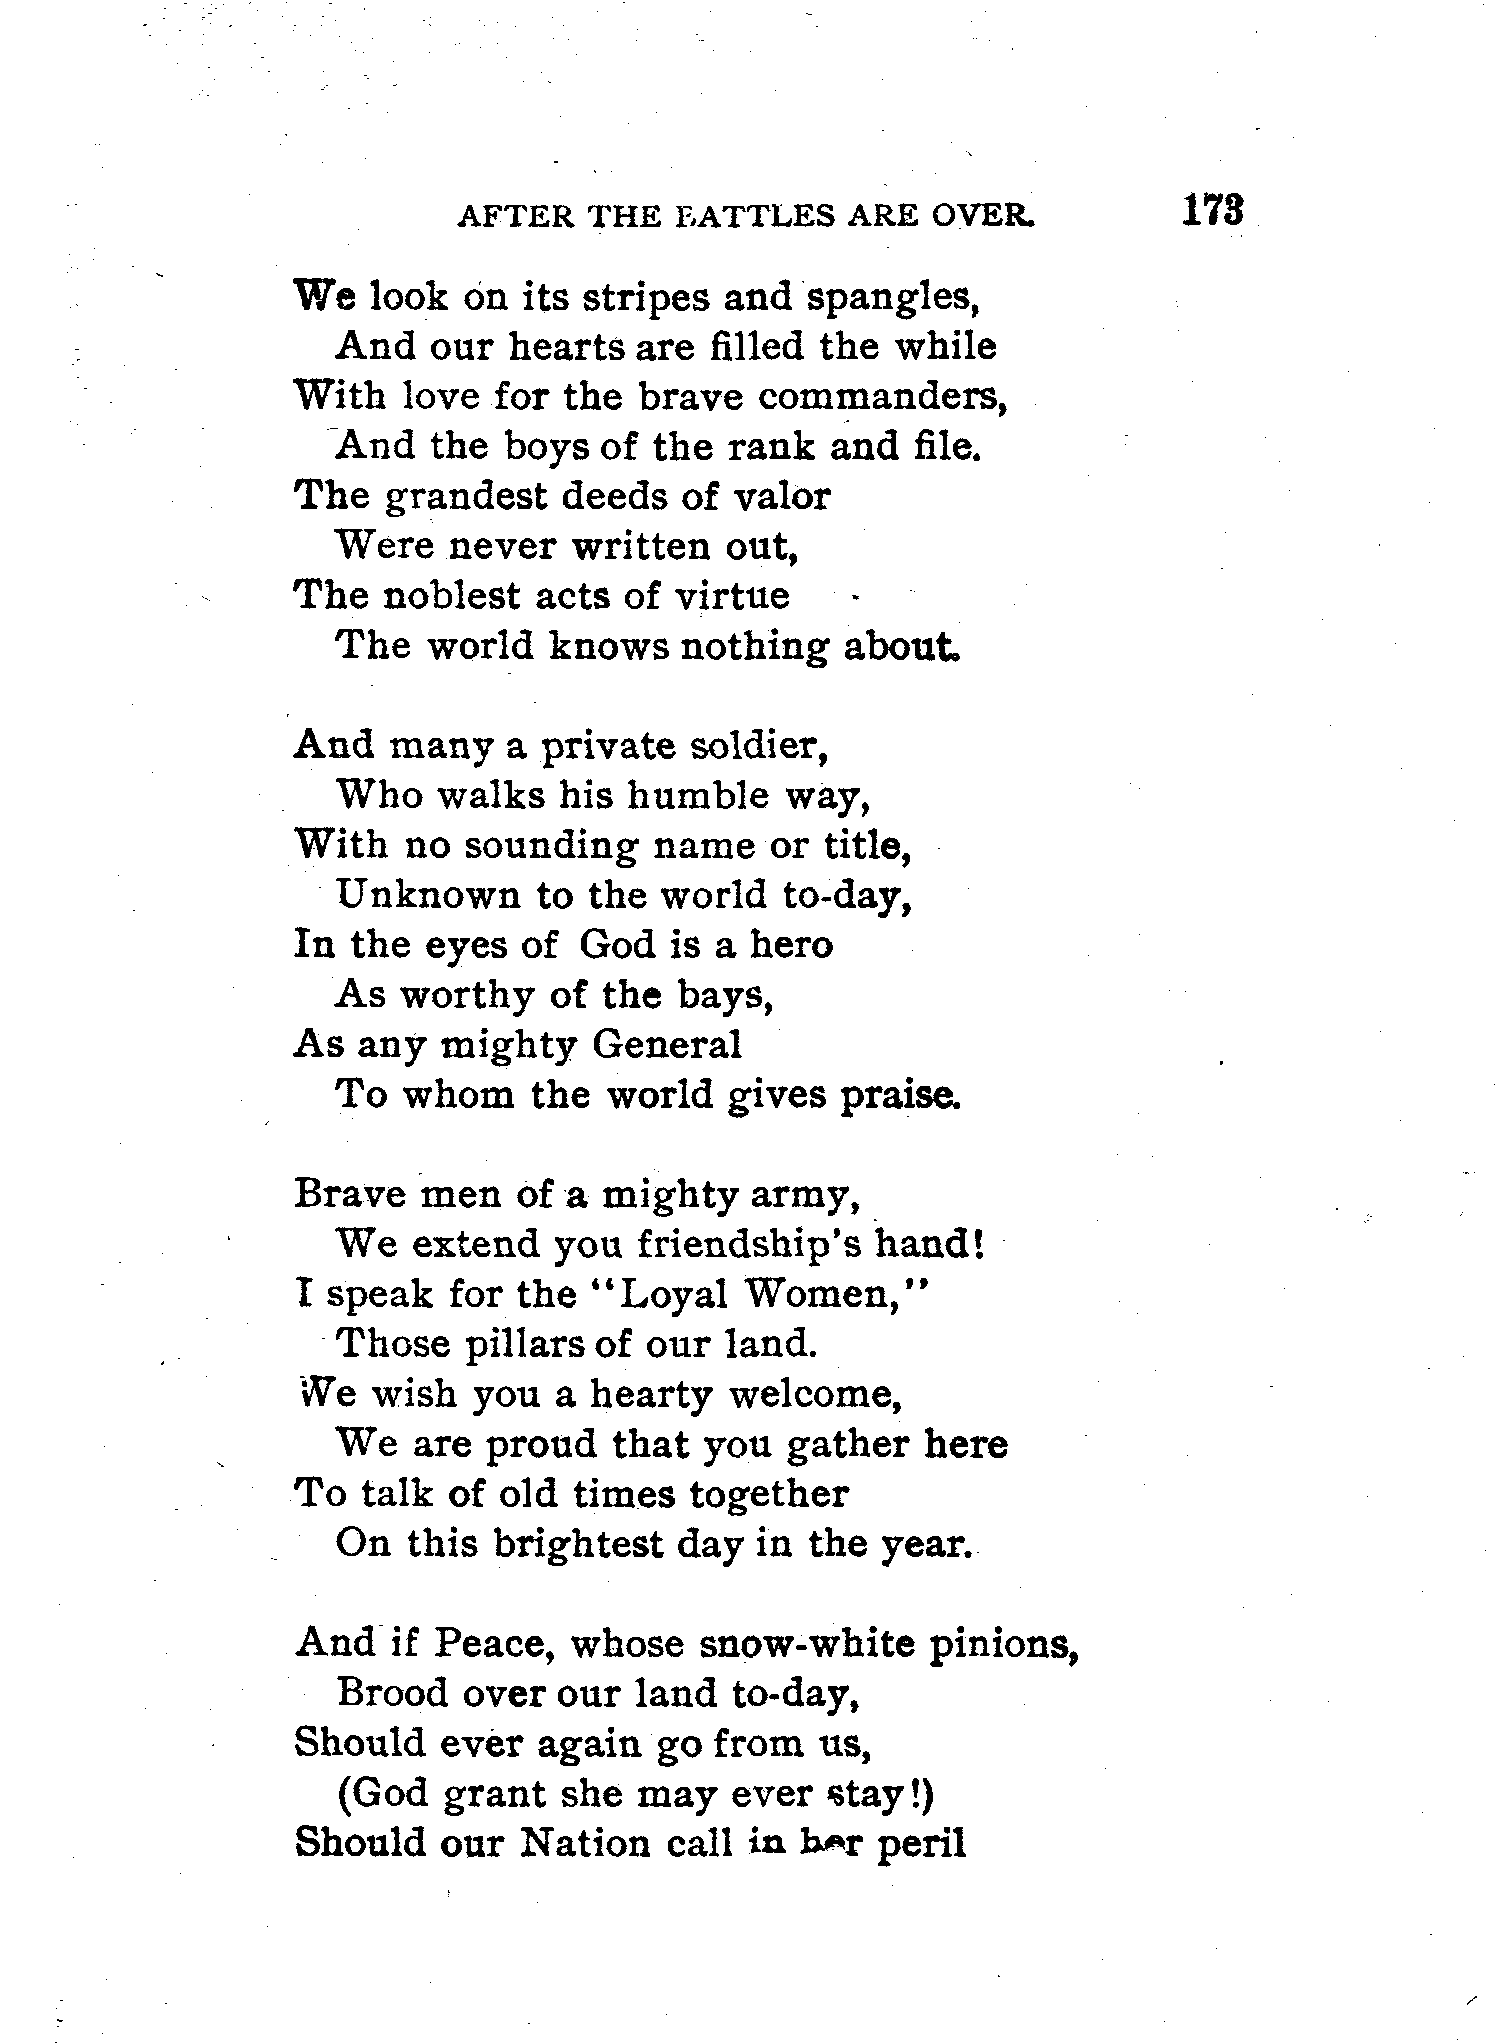 AFTER THE BATTLES ARE OVER. 173
We look on its stripes and spangles,
And our hearts are filled the while
With love for the brave commanders,
And the boys of the rank and file.
The grandest deeds of valor
Were never written out,
The noblest acts of virtue
The world knows nothing about.
And many a private soldier,
Who walks his humble way,
With no sounding name or title,
Unknown to the world to-day,
In the eyes of God is a hero
As worthy of the bays,
As any mighty General
To whom the world gives praise.
Brave men of a mighty army,
We extend you friendship's hand!
I speak for the "Loyal Women,"
Those pillars of our land.
We wish you a hearty welcome,
We are proud that you gather here
To talk of old times together
On this brightest day in the year.
And if Peace, whose snow-white pinions,
Brood over our land to-day,
Should ever again go from us,
(God grant she may ever stay!)
Should our Nation call in her peril